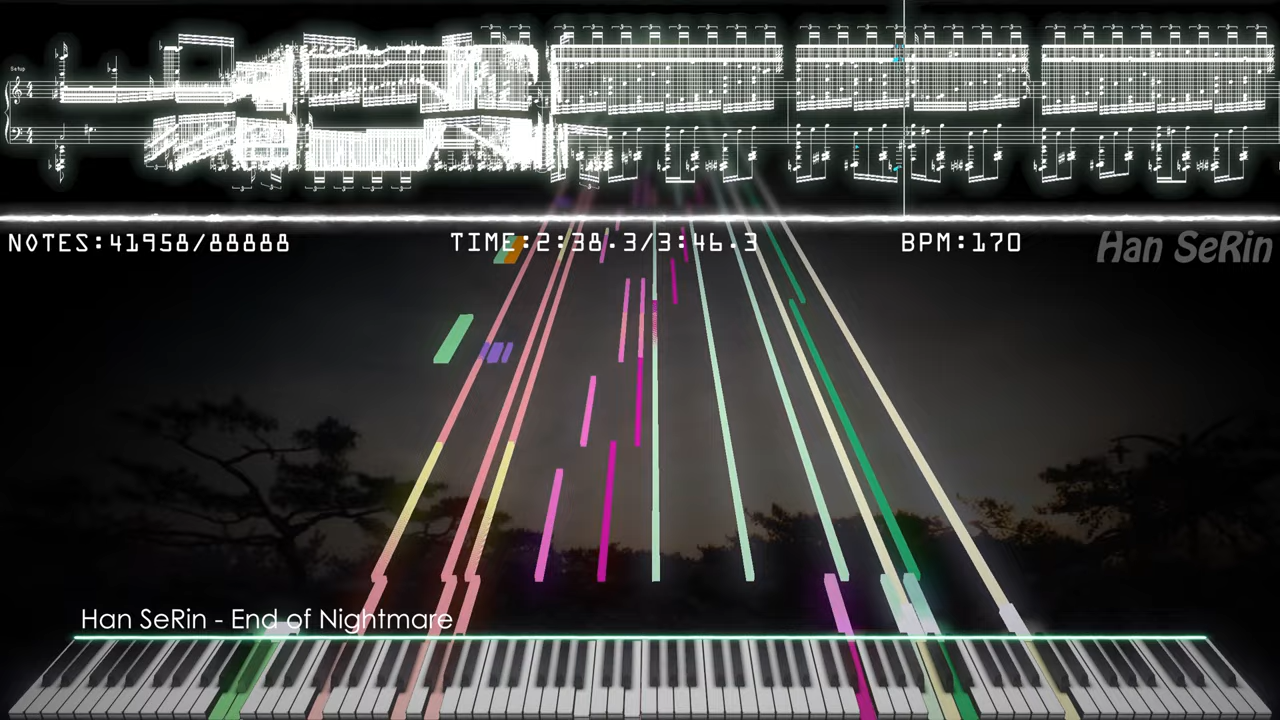 Setup
NOTES:41958/88888
TIME:2:38.3/3:46.3
BPM:170
Han SeRin
Han SeRin - End of Nightmare